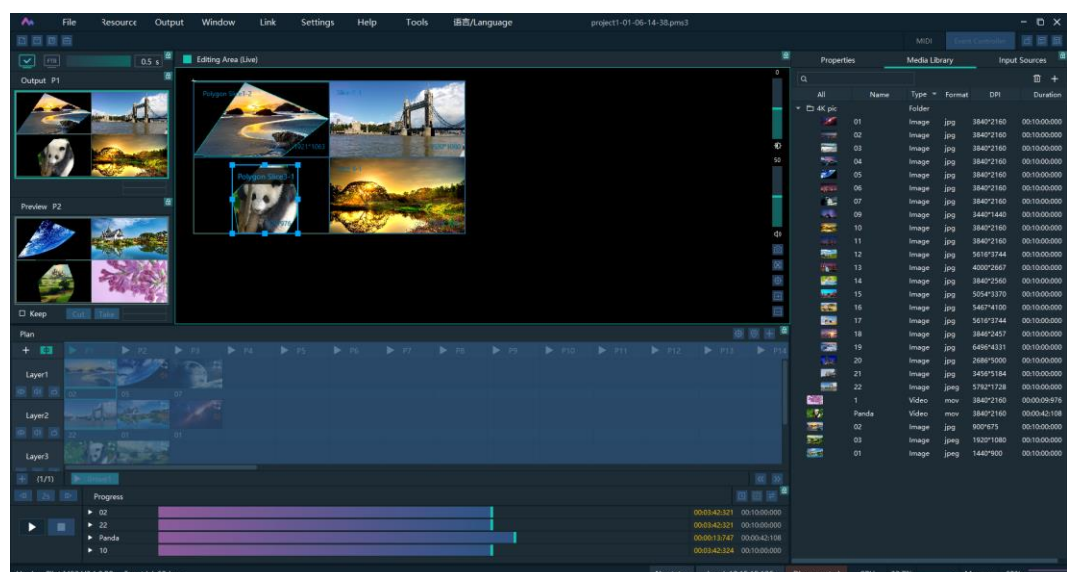 File Resource Output Window Link Settings Help Tools 语言/Language project1-01-06-14-38.pms3
MIDI
FTB 0.5 s
Editing Area (Live)
Properties Media Library Input Sources
Output P1
0
All Name Type Format DPI Duration
Polygon Slice1-2
4K pic Folder
01 Image jpg 3840*2160 00:10:00:000
02 Image jpg 3840*2160 00:10:00:000
03 Image jpg 3840*2160 00:10:00:000
50
04 Image jpg 3840*2160 00:10:00:000
05 Image jpg 3840*2160 00:10:00:000
Polygon Slice1-1
06 Image jpg 3840*2160 00:10:00:000
07 Image jpg 3840*2160 00:10:00:000
Preview P2
09 Image jpg 3440*1440 00:10:00:000
10 Image jpg 3840*2160 00:10:00:000
11 Image jpg 3840*2160 00:10:00:000
12 Image jpg 5616*3744 00:10:00:000
13 Image jpg 4000*2667 00:10:00:000
14 Image jpg 3840*2560 00:10:00:000
15 Image jpg 5054*3370 00:10:00:000
16 Image jpg 5467*4100 00:10:00:000
Keep Cut Take
17 Image jpg 5616*3744 00:10:00:000
18 Image jpg 3846*2457 00:10:00:000
Plan
19 Image jpg 6496*4331 00:10:00:000
P1 P2 P3 P4 P5 P6 P7 P8 P9 P10 P11 P12 P13 P14
20 Image jpg 2686*5000 00:10:00:000
21 Image jpg 3456*5184 00:10:00:000
Layer1
22 Image jpeg 5792*1728 00:10:00:000
02 05 07
1 Video mov 3840*2160 00:00:09:976
Panda Video mov 3840*2160 00:00:42:108
Layer2
02 Image jpg 900*675 00:10:00:000
22 01 01
03 Image jpeg 1920*1080 00:10:00:000
Layer3
01 Image jpeg 1440*900 00:10:00:000
(1/1)
2s
Progress
02 00:03:42:321 00:10:00:000
22 00:03:42:321 00:10:00:000
Panda 00:00:13:747 00:00:42:108
10 00:03:42:324 00:10:00:000